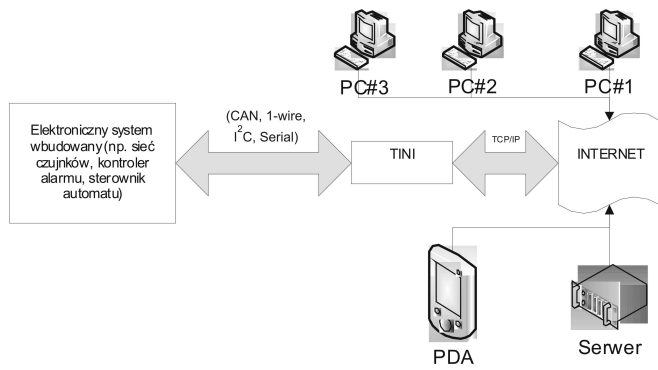 PC#3
PC#2
PC#1
(CAN, 1-wire,
I²C, Serial)
Elektroniczny system
wbudowany (np. sieć
czujnków, kontroler
alarmu, sterownik
automatu)
TINI
TCP/IP
INTERNET
PDA
Serwer